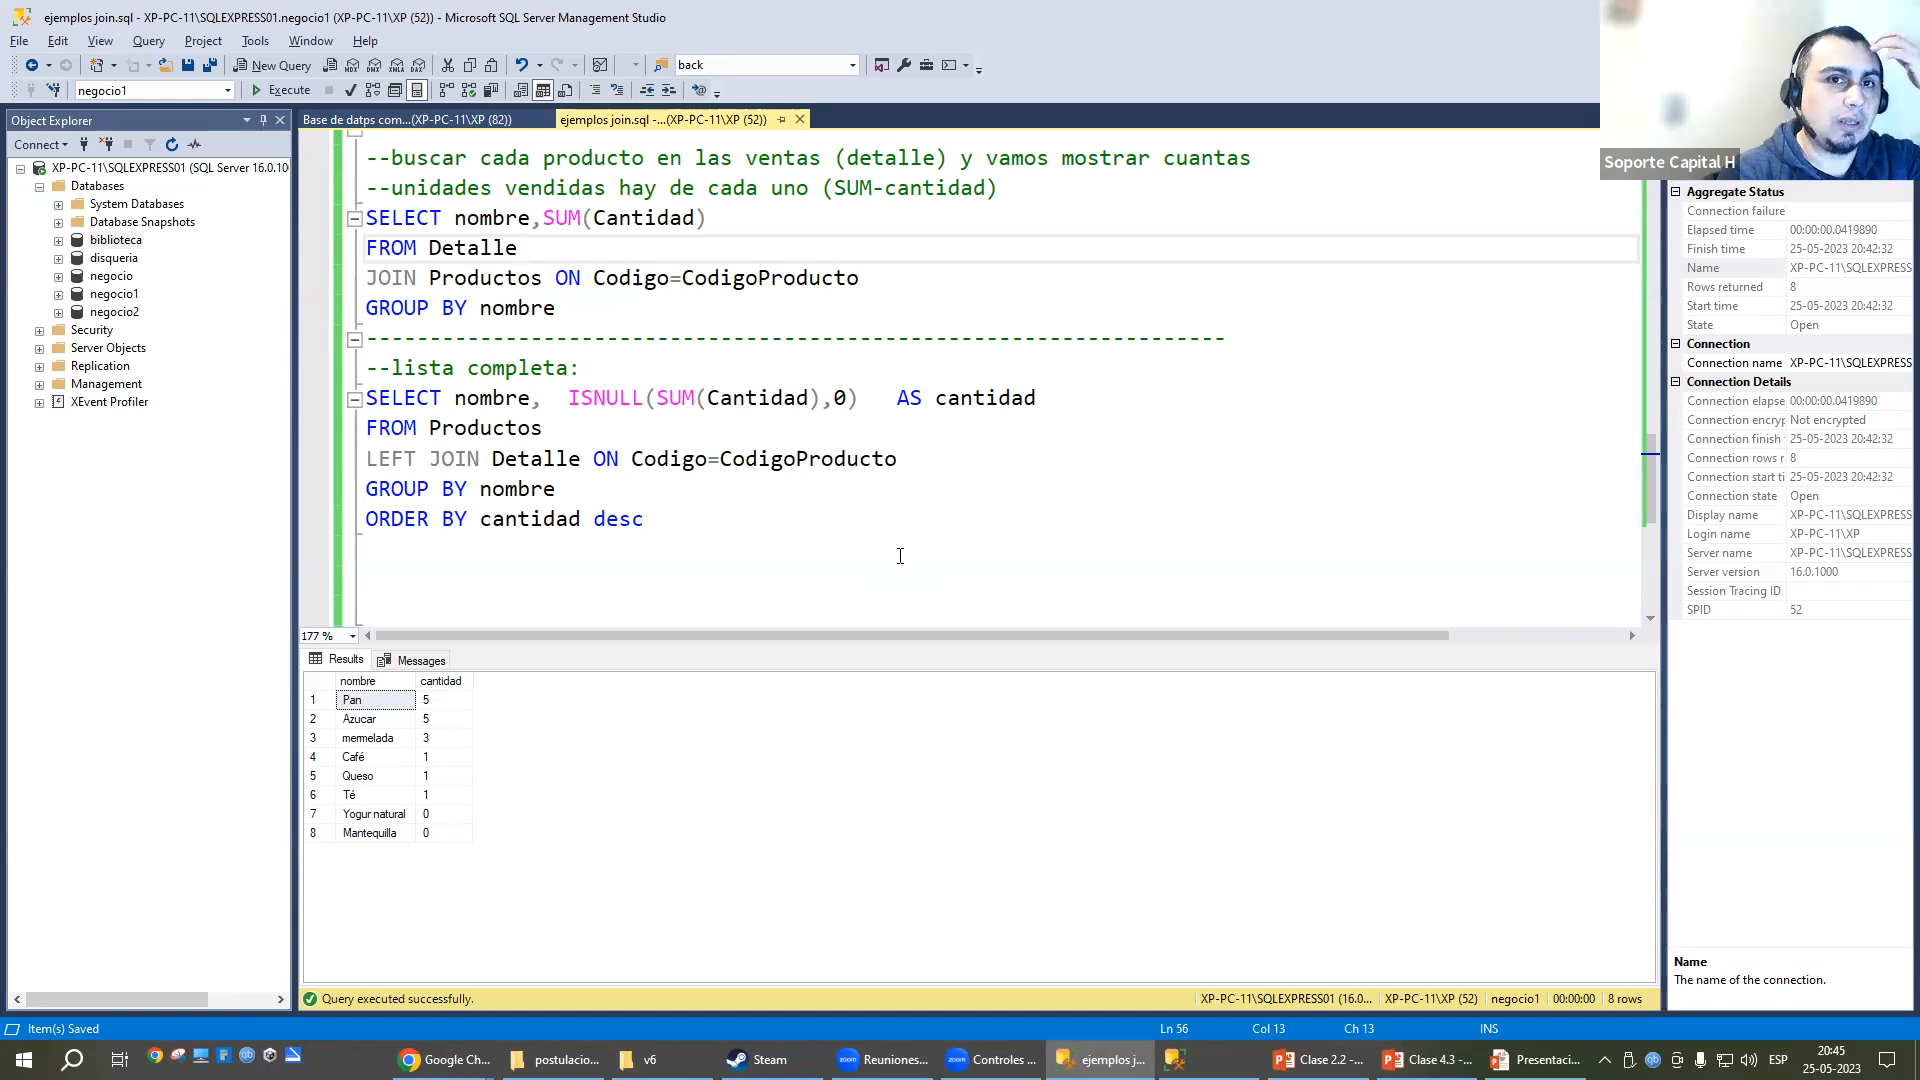 ejemplos join.sql - XP-PC-11\SQLEXPRESS01.negocio1 (XP-PC-11\XP (52)) - Microsoft SQL Server Management Studio
File Edit View Query Project Tools Window Help
New Query
back
negocio1
Execute
Object Explorer
Connect
XP-PC-11\SQLEXPRESS01 (SQL Server 16.0.10
Databases
System Databases
Database Snapshots
biblioteca
disqueria
negocio
negocio1
negocio2
Security
Server Objects
Replication
Management
XEvent Profiler
Base de datps com...(XP-PC-11\XP (82))
ejemplos join.sql -...(XP-PC-11\XP (52))
--buscar cada producto en las ventas (detalle) y vamos mostrar cuantas
--unidades vendidas hay de cada uno (SUM-cantidad)
SELECT nombre,SUM(Cantidad)
FROM Detalle
JOIN Productos ON Codigo=CodigoProducto
GROUP BY nombre
--------------------------------------------------------------------
--lista completa:
SELECT nombre,  ISNULL(SUM(Cantidad),0)   AS cantidad
FROM Productos
LEFT JOIN Detalle ON Codigo=CodigoProducto
GROUP BY nombre
ORDER BY cantidad desc
177 %
Results Messages
nombre cantidad
1 Pan 5
2 Azucar 5
3 mermelada 3
4 Café 1
5 Queso 1
6 Té 1
7 Yogur natural 0
8 Mantequilla 0
Query executed successfully.
XP-PC-11\SQLEXPRESS01 (16.0... XP-PC-11\XP (52) negocio1 00:00:00 8 rows
Soporte Capital H
Aggregate Status
Connection failure
Elapsed time 00:00:00.0419890
Finish time 25-05-2023 20:42:32
Name XP-PC-11\SQLEXPRESS
Rows returned 8
Start time 25-05-2023 20:42:32
State Open
Connection
Connection name XP-PC-11\SQLEXPRESS
Connection Details
Connection elapse 00:00:00.0419890
Connection encryp Not encrypted
Connection finish 25-05-2023 20:42:32
Connection rows r 8
Connection start ti 25-05-2023 20:42:32
Connection state Open
Display name XP-PC-11\SQLEXPRESS
Login name XP-PC-11\XP
Server name XP-PC-11\SQLEXPRESS
Server version 16.0.1000
Session Tracing ID
SPID 52
Name
The name of the connection.
Item(s) Saved
Ln 56 Col 13 Ch 13 INS
Google Ch...
postulacio...
v6
Steam
zoom Reuniones...
zoom Controles ...
ejemplos j...
Clase 2.2 -...
Clase 4.3 -...
Presentaci...
ESP
20:45
25-05-2023